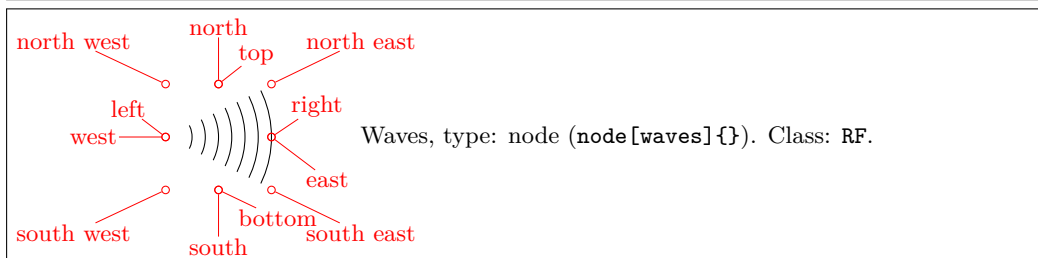 north
north west
north east
top
left
right
west
Waves, type: node (node[waves]{}). Class: RF.
east
bottom
south west
south east
south